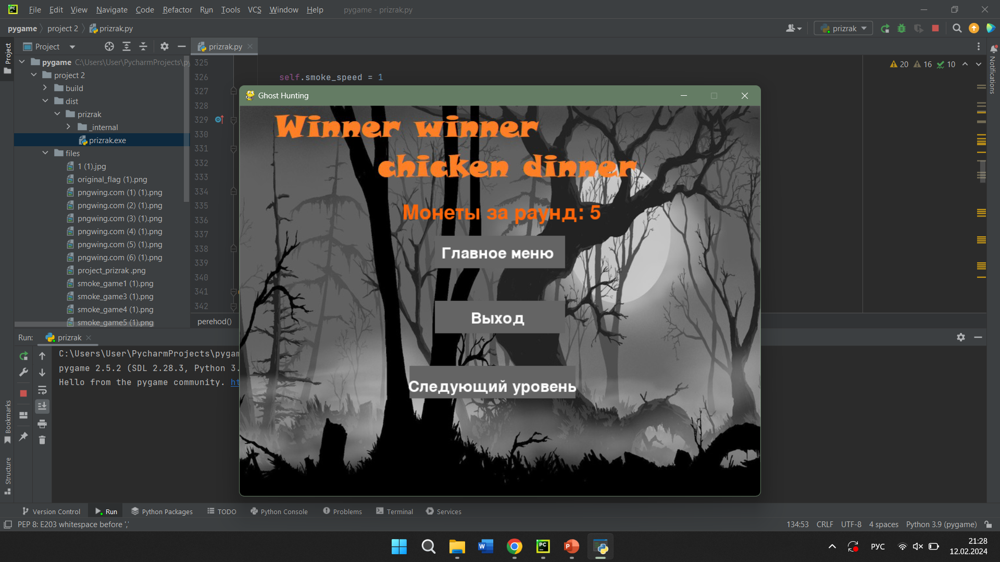 File Edit View Navigate Code Refactor Run Tools VCS Window Help pygame - prizrak.py
pygame project 2 prizrak.py prizrak
Project
Project
prizrak.py
Notifications
pygame C:\Users\User\PycharmProjects\py
project 2
build
dist
prizrak
_internal
prizrak.exe
files
1 (1).jpg
original_flag (1).png
pngwing.com (1) (1).png
pngwing.com (2) (1).png
pngwing.com (3) (1).png
pngwing.com (4) (1).png
pngwing.com (5) (1).png
pngwing.com (6) (1).png
project_prizrak .png
smoke_game1 (1).png
smoke_game3 (1).png
smoke_game4 (1).png
smoke_game5 (1).png
325
326 self.smoke_speed = 1
327
328
329
330
331
332
333
334
335
336
337
338
339
340
341
342
20 16 10
perehod()
Ghost Hunting
Winner winner
chicken dinner
Монеты за раунд: 5
Главное меню
Выход
Следующий уровень
Run: prizrak
C:\Users\User\PycharmProjects\pygam
pygame 2.5.2 (SDL 2.28.3, Python 3.
Hello from the pygame community. ht
Bookmarks
Structure
Version Control Run Python Packages TODO Python Console Problems Terminal Services
PEP 8: E203 whitespace before ',' 134:53 CRLF UTF-8 4 spaces Python 3.9 (pygame)
РУС
21:28
12.02.2024